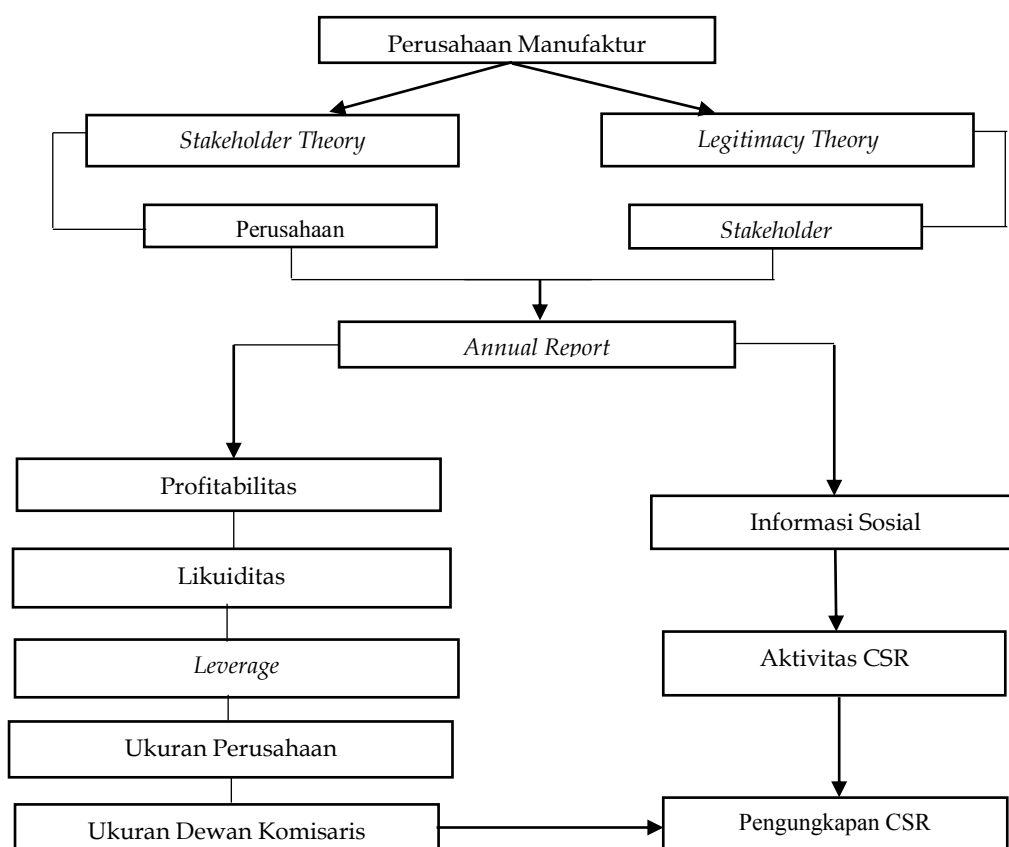 Perusahaan Manufaktur
Stakeholder Theory
Legitimacy Theory
Perusahaan
Stakeholder
Annual Report
Profitabilitas
Informasi Sosial
Likuiditas
Leverage
Aktivitas CSR
Ukuran Perusahaan
Ukuran Dewan Komisaris
Pengungkapan CSR